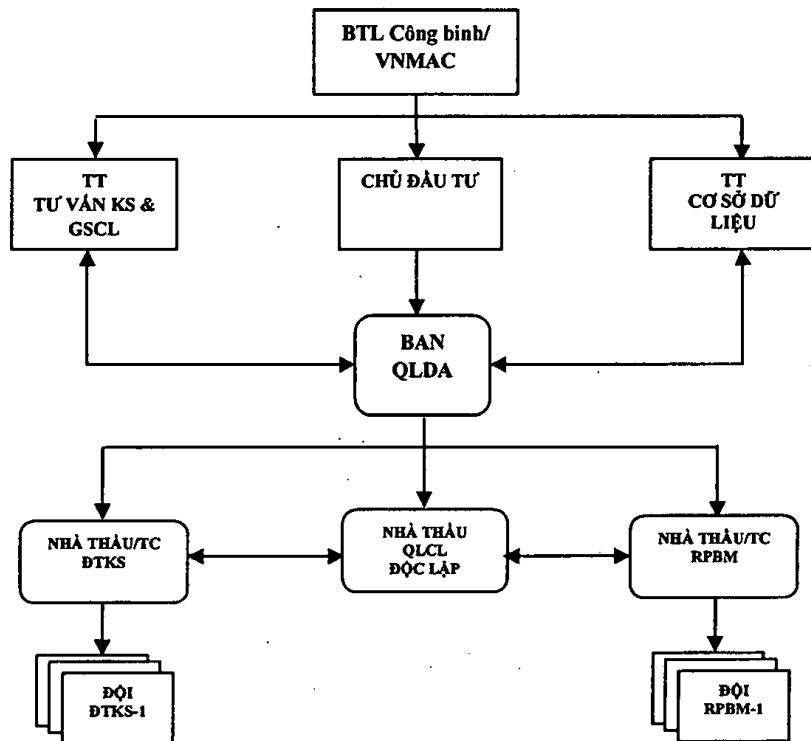 BTL Công binh/
VNMAC
TT
TƯ VẤN KS &
GSCL
CHỦ ĐẦU TƯ
TT
CƠ SỞ DỮ
LIỆU
BAN
QLDA
NHÀ THẦU/TC
ĐTKS
NHÀ THẦU
QLCL
ĐỘC LẬP
NHÀ THẦU/TC
RPBM
ĐỘI
ĐTKS-1
ĐỘI
RPBM-1